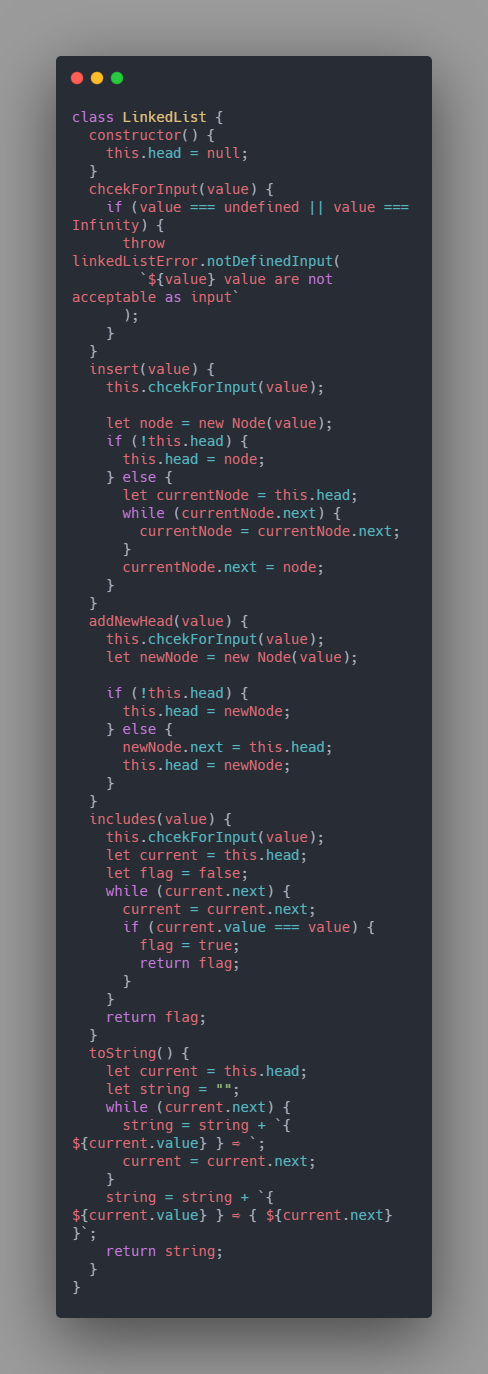 class LinkedList {
  constructor() {
    this.head = null;
  }
  chcekForInput(value) {
    if (value === undefined || value ===
Infinity) {
      throw
linkedListError.notDefinedInput(
        `${value} value are not
acceptable as input`
      );
    }
  }
  insert(value) {
    this.chcekForInput(value);

    let node = new Node(value);
    if (!this.head) {
      this.head = node;
    } else {
      let currentNode = this.head;
      while (currentNode.next) {
        currentNode = currentNode.next;
      }
      currentNode.next = node;
    }
  }
  addNewHead(value) {
    this.chcekForInput(value);
    let newNode = new Node(value);

    if (!this.head) {
      this.head = newNode;
    } else {
      newNode.next = this.head;
      this.head = newNode;
    }
  }
  includes(value) {
    this.chcekForInput(value);
    let current = this.head;
    let flag = false;
    while (current.next) {
      current = current.next;
      if (current.value === value) {
        flag = true;
        return flag;
      }
    }
    return flag;
  }
  toString() {
    let current = this.head;
    let string = "";
    while (current.next) {
      string = string + `{
${current.value} } ⇨ `;
      current = current.next;
    }
    string = string + `{
${current.value} } ⇨ { ${current.next}
}`;
    return string;
  }
}